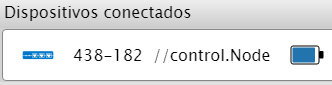 Dispositivos conectados
438-182 //control.Node